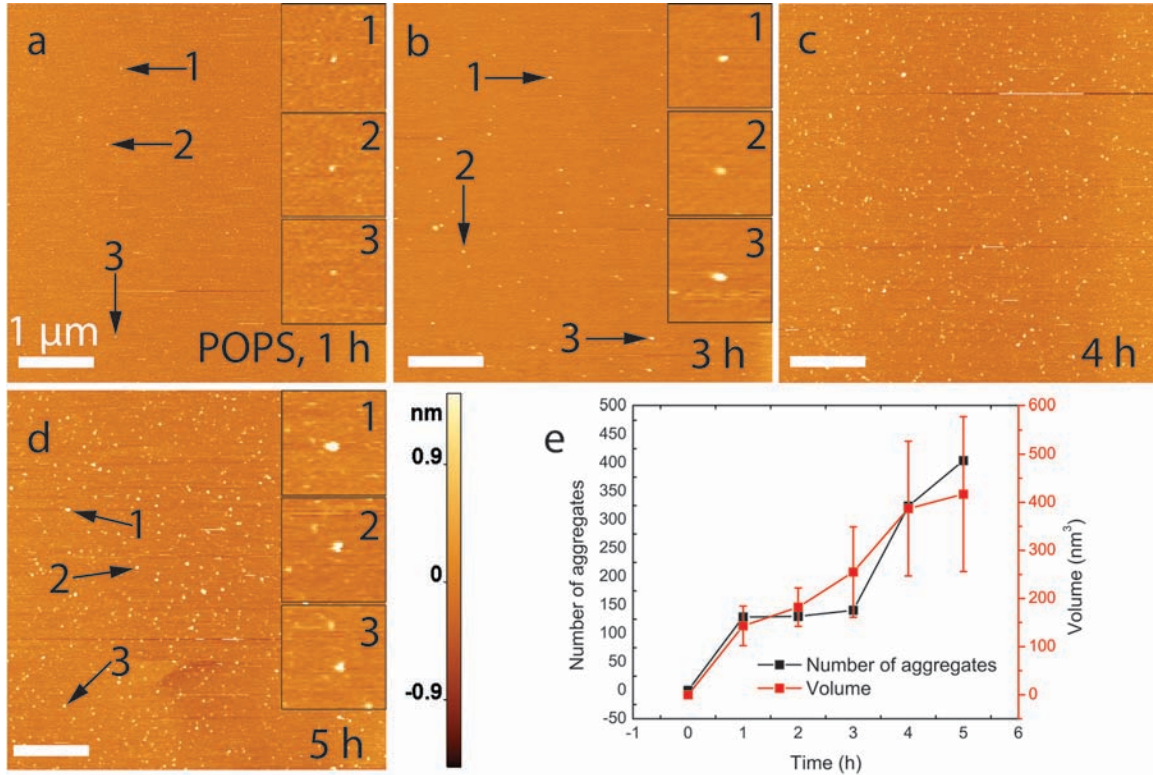 a
1
2
3
1
2
3
1 µm
POPS, 1 h
b
1
2
3
1
2
3
3 h
c
4 h
d
1
2
3
1
2
3
5 h
nm
0.9
0
-0.9
e
500
450
400
350
300
250
200
150
100
50
0
-50
Number of aggregates
Number of aggregates
Volume
600
500
400
300
200
100
0
Volume (nm³)
-1 0 1 2 3 4 5 6
Time (h)